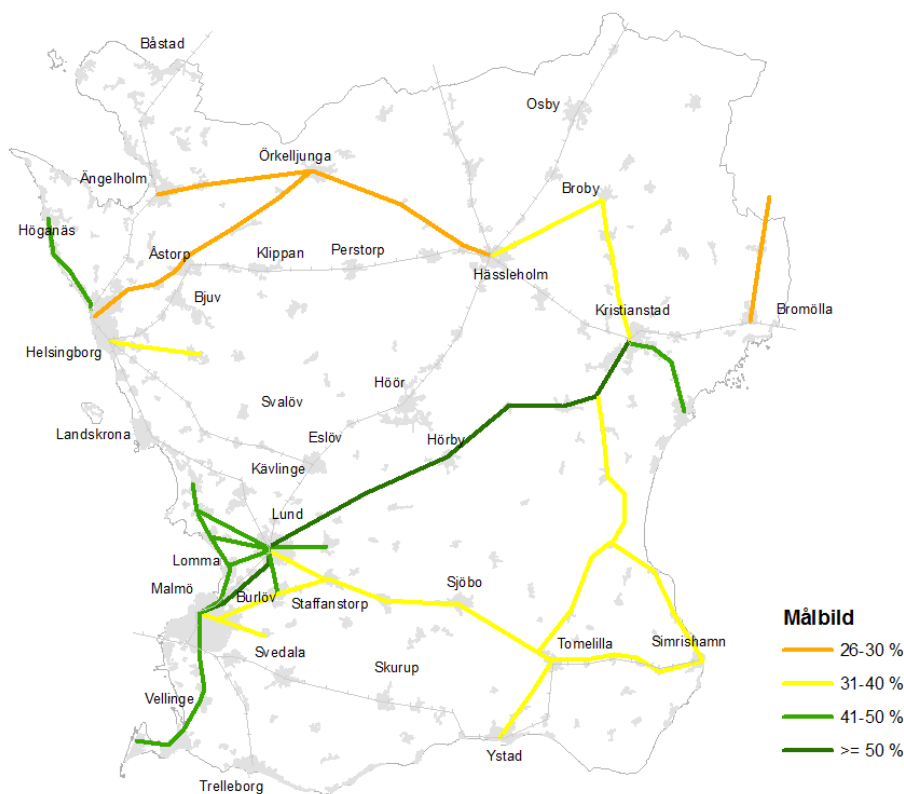 Båstad
Osby
Örkelljunga
Ängelholm
Broby
Höganäs
Åstorp
Klippan
Perstorp
Hässleholm
Bjuv
Kristianstad
Bromölla
Helsingborg
Höör
Svalöv
Landskrona
Eslöv
Hörby
Kävlinge
Lund
Lomma
Malmö
Burlöv
Staffanstorp
Sjöbo
Målbild
26-30 %
31-40 %
41-50 %
>= 50 %
Svedala
Tomelilla
Simrishamn
Skurup
Vellinge
Ystad
Trelleborg